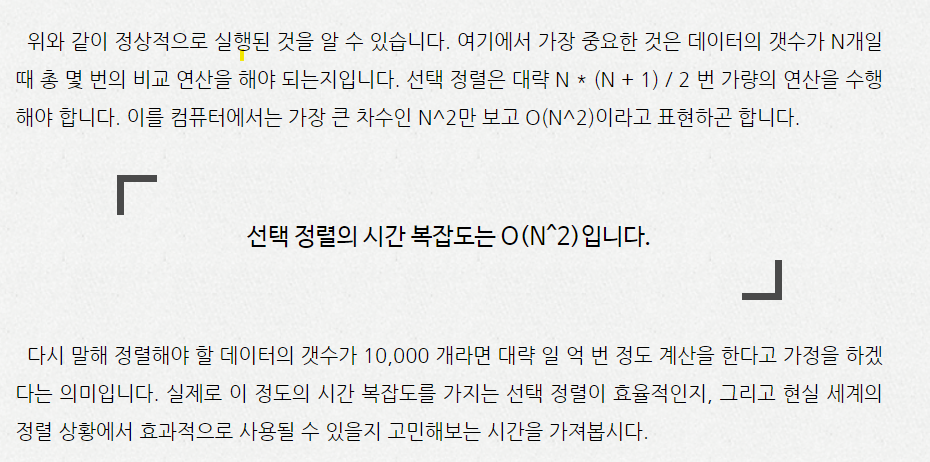 위와 같이 정상적으로 실행된 것을 알 수 있습니다. 여기에서 가장 중요한 것은 데이터의 갯수가 N개일
때 총 몇 번의 비교 연산을 해야 되는지입니다. 선택 정렬은 대략 N * (N + 1) / 2 번 가량의 연산을 수행
해야 합니다. 이를 컴퓨터에서는 가장 큰 차수인 N^2만 보고 O(N^2)이라고 표현하곤 합니다.
선택 정렬의 시간 복잡도는 O(N^2)입니다.
다시 말해 정렬해야 할 데이터의 갯수가 10,000 개라면 대략 일 억 번 정도 계산을 한다고 가정을 하겠
다는 의미입니다. 실제로 이 정도의 시간 복잡도를 가지는 선택 정렬이 효율적인지, 그리고 현실 세계의
정렬 상황에서 효과적으로 사용될 수 있을지 고민해보는 시간을 가져봅시다.